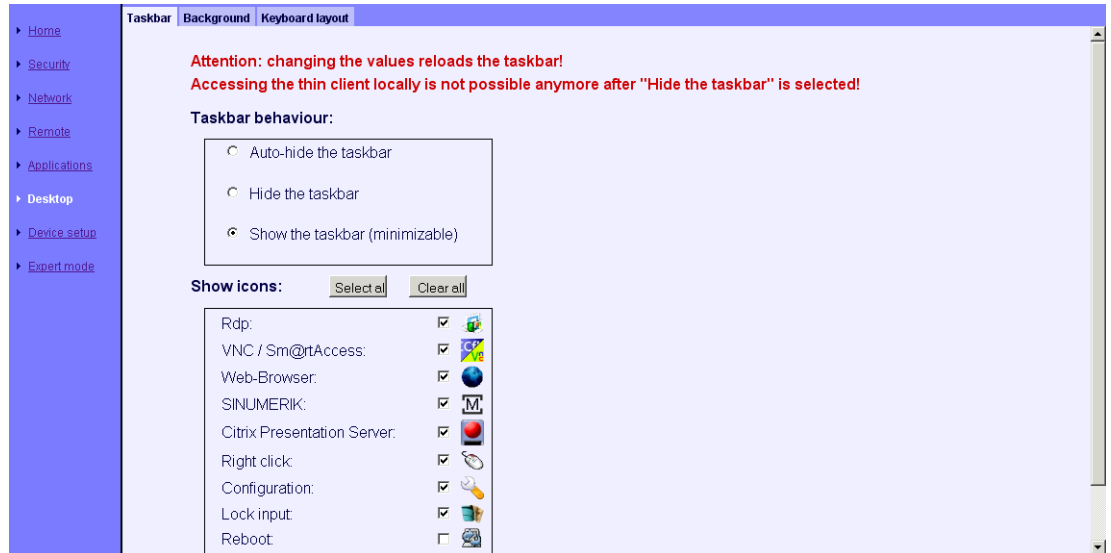 Taskbar Background Keyboard layout
Home
Security
Network
Remote
Applications
Desktop
Device setup
Expert mode
Attention: changing the values reloads the taskbar!
Accessing the thin client locally is not possible anymore after "Hide the taskbar" is selected!
Taskbar behaviour:
Auto-hide the taskbar
Hide the taskbar
Show the taskbar (minimizable)
Show icons: Select al Clear all
Rdp:
VNC / Sm@rtAccess:
Web-Browser:
SINUMERIK:
M
Citrix Presentation Server:
Right click:
Configuration:
Lock input:
Reboot: